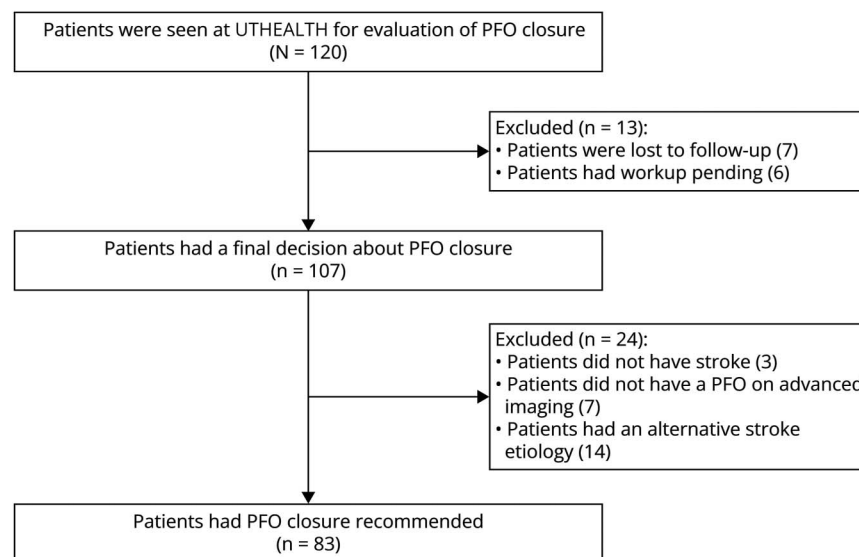 Patients were seen at UTHEALTH for evaluation of PFO closure
(N = 120)
Excluded (n = 13):
• Patients were lost to follow-up (7)
• Patients had workup pending (6)
Patients had a final decision about PFO closure
(n = 107)
Excluded (n = 24):
• Patients did not have stroke (3)
• Patients did not have a PFO on advanced
imaging (7)
• Patients had an alternative stroke
etiology (14)
Patients had PFO closure recommended
(n = 83)